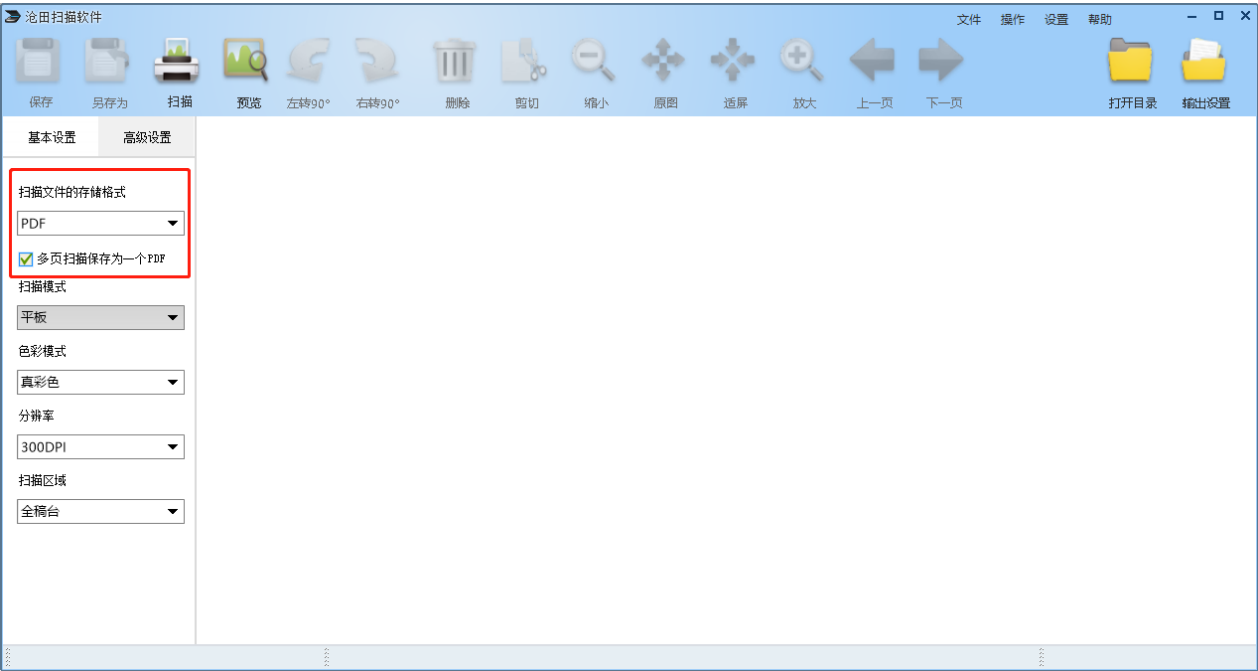 沧田扫描软件
文件 操作 设置 帮助
保存 另存为 扫描 预览 左转90° 右转90° 删除 剪切 缩小 原图 适屏 放大 上一页 下一页 打开目录 输出设置
基本设置 高级设置
扫描文件的存储格式
PDF
多页扫描保存为一个PDF
扫描模式
平板
色彩模式
真彩色
分辨率
300DPI
扫描区域
全稿台